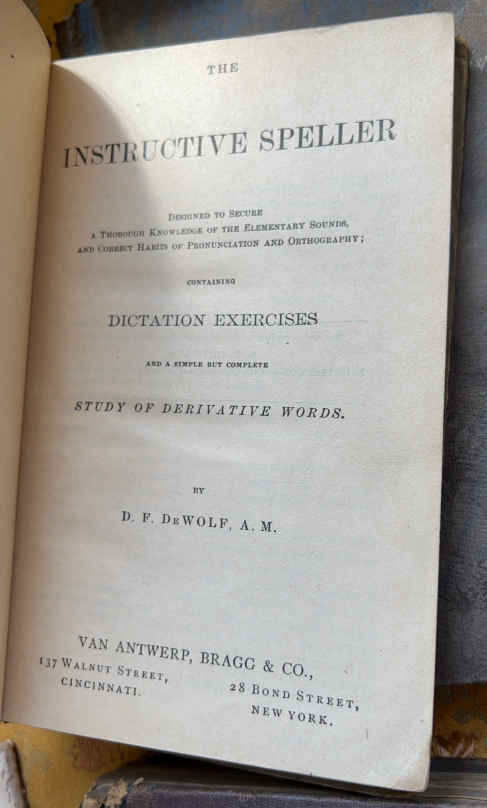 THE
INSTRUCTIVE SPELLER
DESIGNED TO SECURE
A THOROUGH KNOWLEDGE OF THE ELEMENTARY SOUNDS,
AND CORRECT HABITS OF PRONUNCIATION AND ORTHOGRAPHY;
CONTAINING
DICTATION EXERCISES
AND A SIMPLE BUT COMPLETE
STUDY OF DERIVATIVE WORDS.
BY
D. F. DEWOLF, A. M.
VAN ANTWERP, BRAGG & CO.,
137 WALNUT STREET,
CINCINNATI.
28 BOND STREET,
NEW YORK.